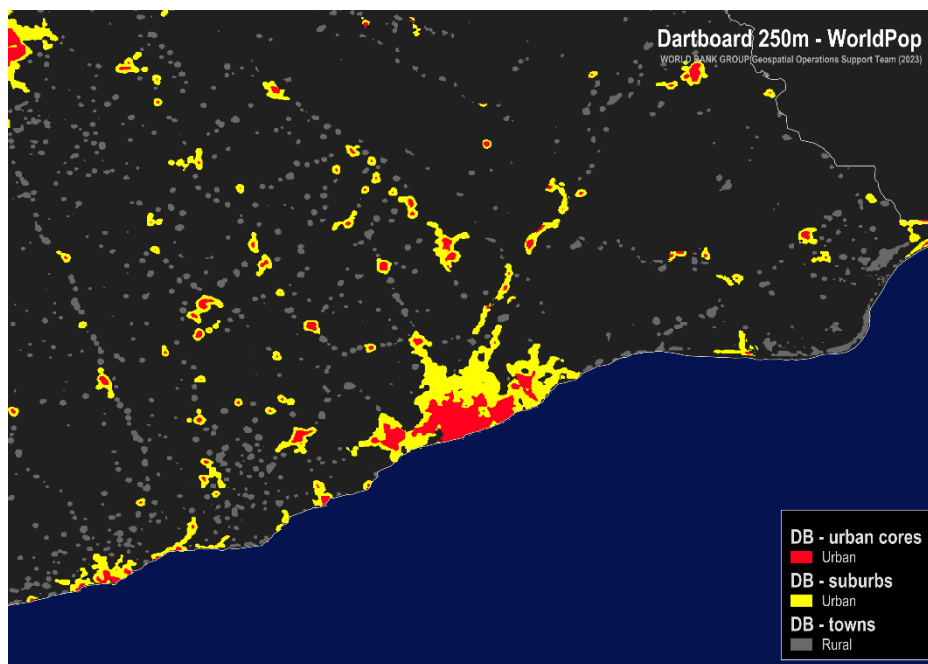 Dartboard 250m - WorldPop
WORLD BANK GROUP Geospatial Operations Support Team (2023)
DB - urban cores
Urban
DB - suburbs
Urban
DB - towns
Rural